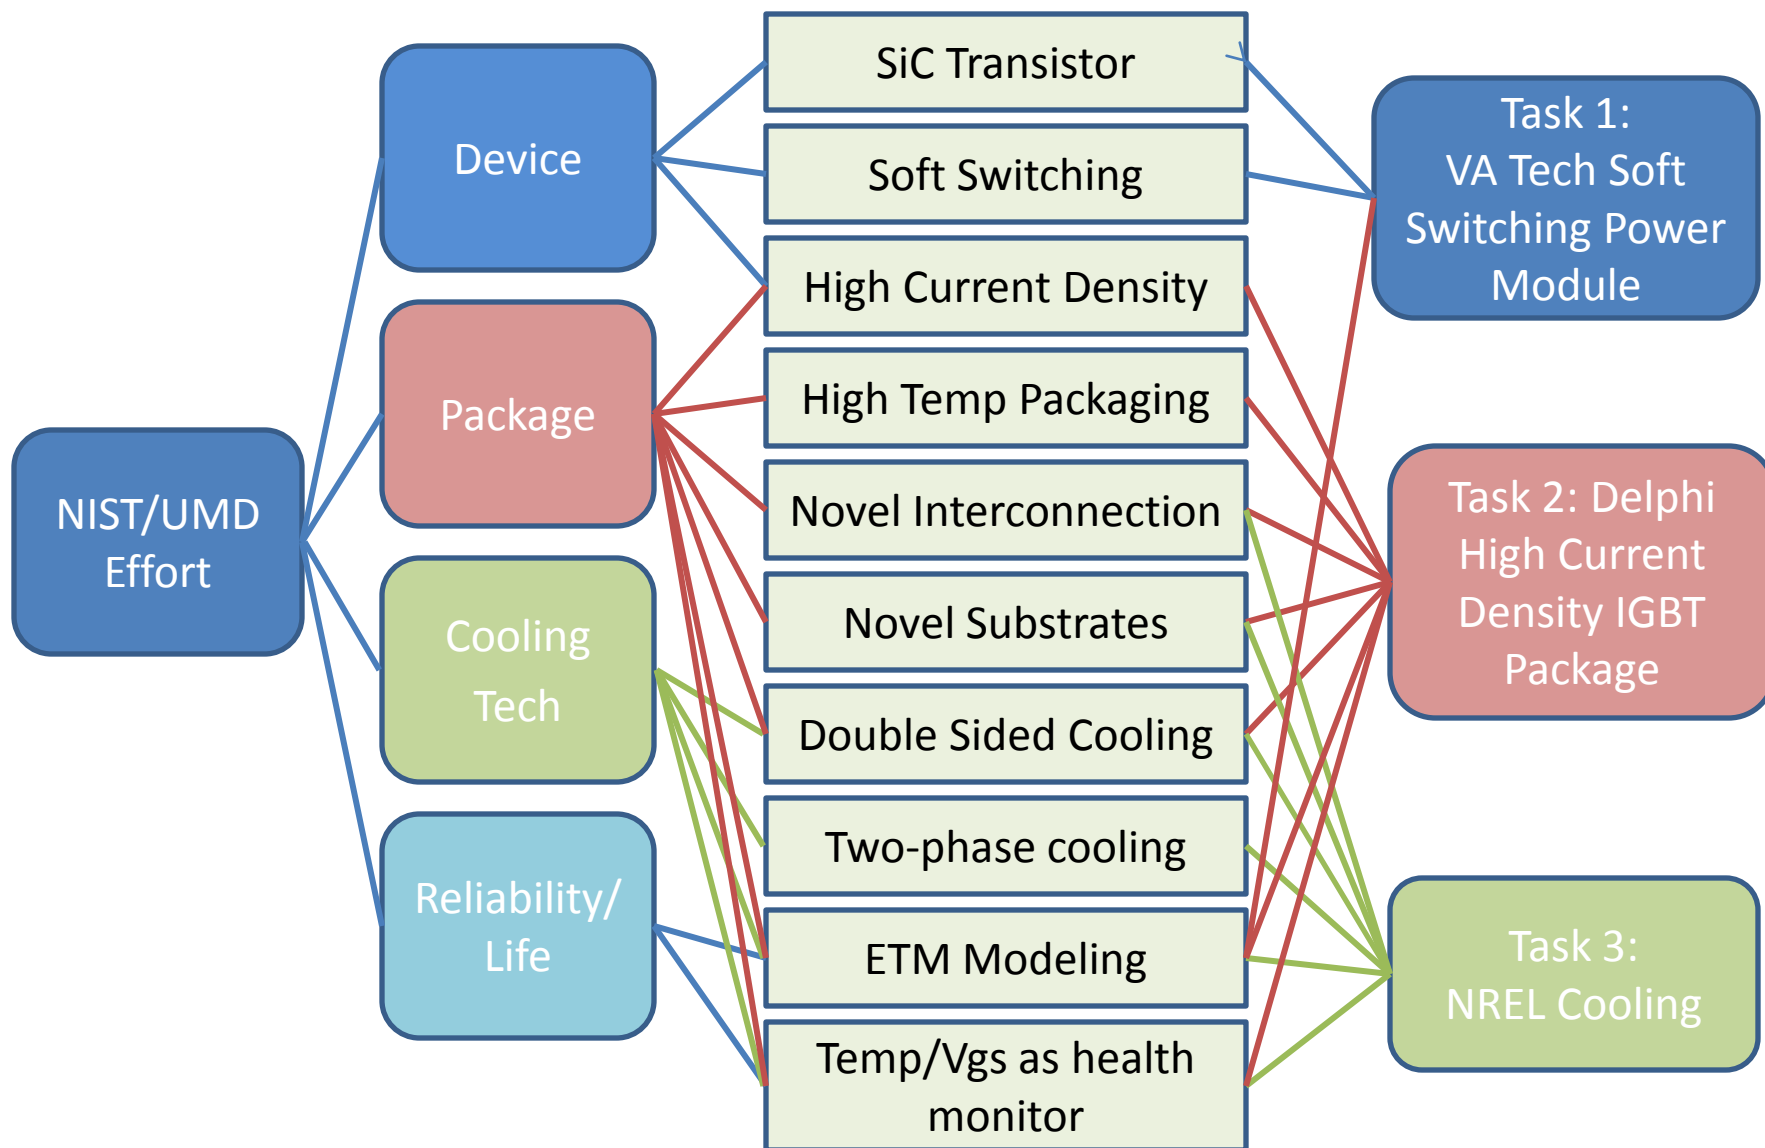 NIST/UMD
Effort
Device
Package
Cooling
Tech
Reliability/
Life
SiC Transistor
Soft Switching
High Current Density
High Temp Packaging
Novel Interconnection
Novel Substrates
Double Sided Cooling
Two-phase cooling
ETM Modeling
Temp/Vgs as health
monitor
Task 1:
VA Tech Soft
Switching Power
Module
Task 2: Delphi
High Current
Density IGBT
Package
Task 3:
NREL Cooling